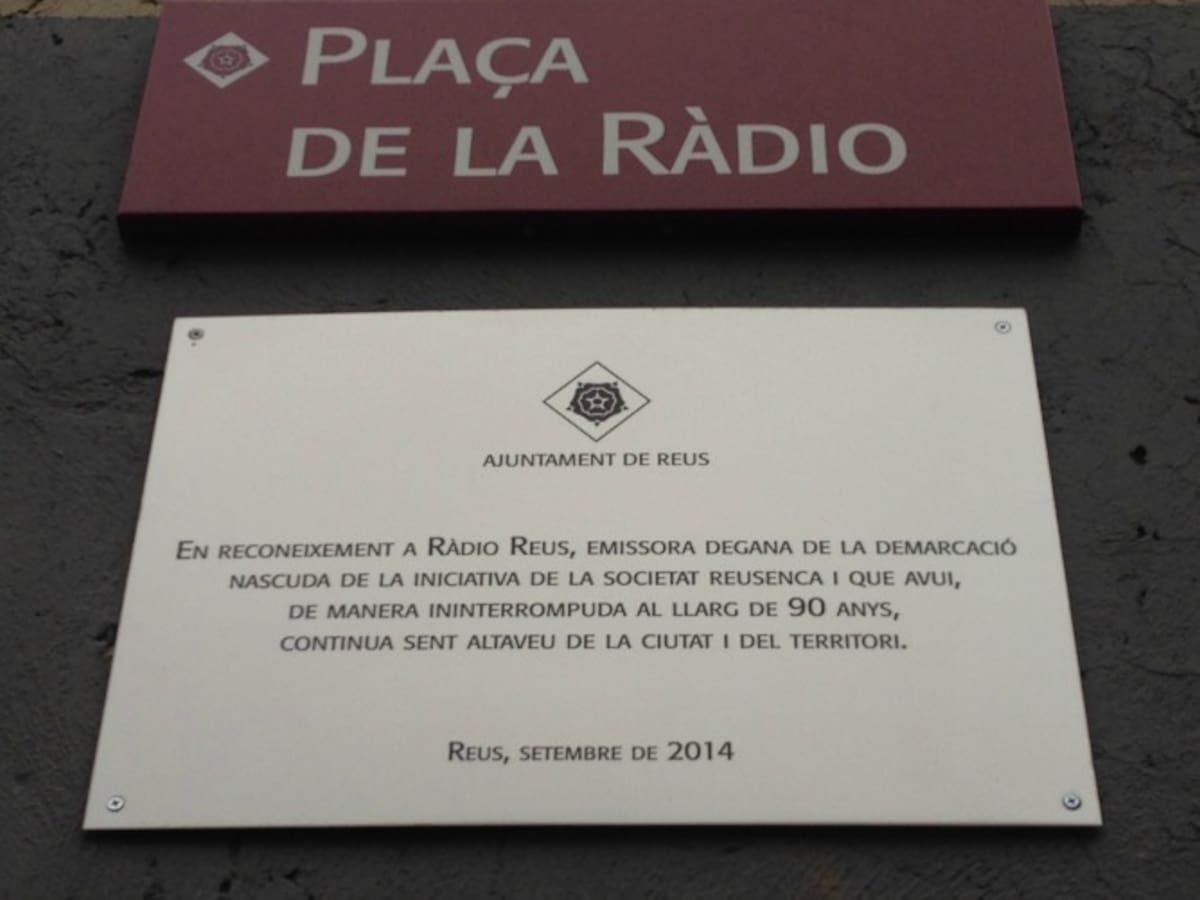 Plaça
de la Ràdio
AJUNTAMENT DE REUS
En reconeixement a Ràdio Reus, emissora degana de la demarcació
nascuda de la iniciativa de la societat reusenca i que avui,
de manera ininterrompuda al llarg de 90 anys,
continua sent altaveu de la ciutat i del territori.
Reus, setembre de 2014